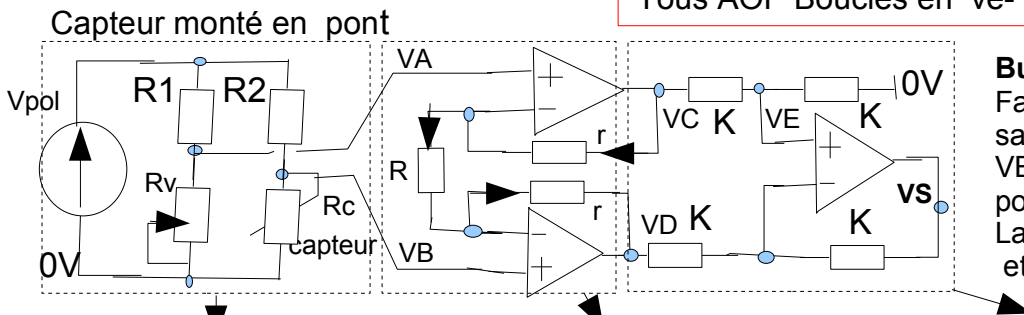 Tous AOP Bouclés en Ve-
Capteur monté en pont
Vpol
R1
R2
Rv
Rc
capteur
0V
VA
VB
R
r
r
VC
K
VE
K
0V
VD
K
K
VS
Bu
Fa
sa
VE
po
La
et